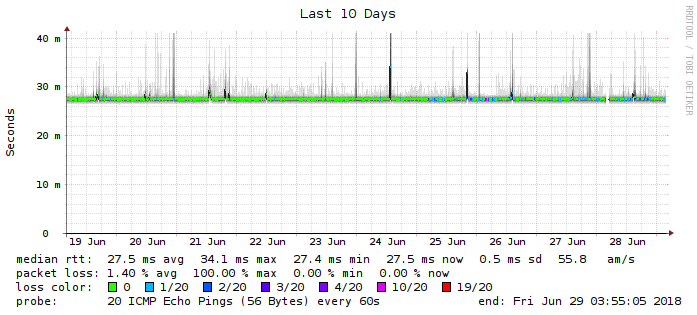 Last 10 Days
RRDTOOL / TOBI OETIKER
Seconds
40 m
30 m
20 m
10 m
0
19 Jun 20 Jun 21 Jun 22 Jun 23 Jun 24 Jun 25 Jun 26 Jun 27 Jun 28 Jun
median rtt: 27.5 ms avg 34.1 ms max 27.4 ms min 27.5 ms now 0.5 ms sd 55.8 am/s
packet loss: 1.40 % avg 100.00 % max 0.00 % min 0.00 % now
loss color: 0 1/20 2/20 3/20 4/20 10/20 19/20
probe: 20 ICMP Echo Pings (56 Bytes) every 60s end: Fri Jun 29 03:55:05 2018